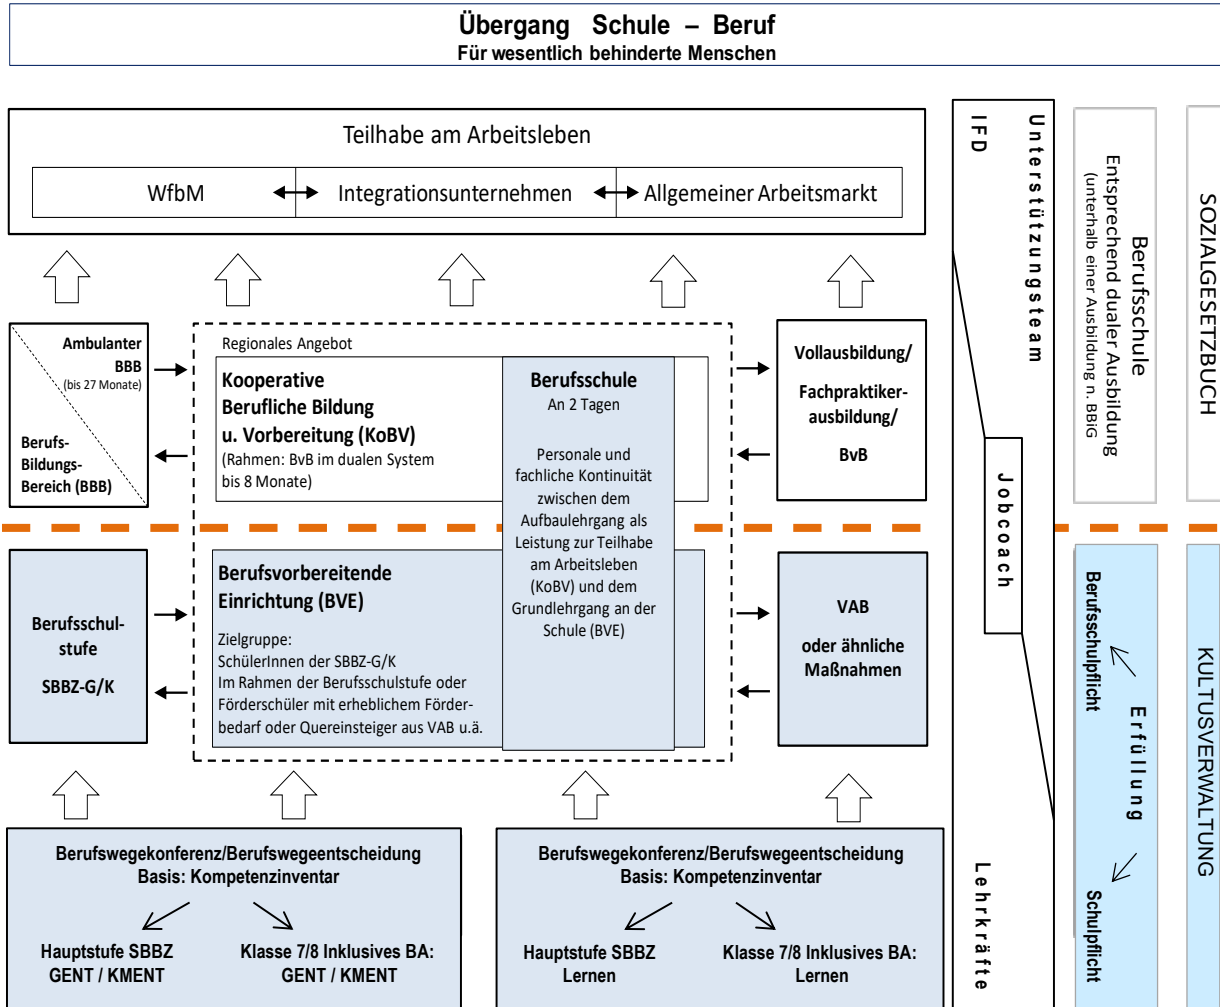 Übergang Schule – Beruf
Für wesentlich behinderte Menschen
Teilhabe am Arbeitsleben
WfbM
Integrationsunternehmen
Allgemeiner Arbeitsmarkt
Ambulanter
BBB
(bis 27 Monate)
Berufs-
Bildungs-
Bereich (BBB)
Regionales Angebot
Kooperative
Berufliche Bildung
u. Vorbereitung (KoBV)
(Rahmen: BvB im dualen System
bis 8 Monate)
Berufsschule
An 2 Tagen
Personale und
fachliche Kontinuität
zwischen dem
Aufbaulehrgang als
Leistung zur Teilhabe
am Arbeitsleben
(KoBV) und dem
Grundlehrgang an der
Schule (BVE)
Vollausbildung/
Fachpraktiker-
ausbildung/
BvB
Berufsschul-
stufe
SBBZ-G/K
Berufsvorbereitende
Einrichtung (BVE)
Zielgruppe:
SchülerInnen der SBBZ-G/K
Im Rahmen der Berufsschulstufe oder
Förderschüler mit erheblichem Förder-
bedarf oder Quereinsteiger aus VAB u.ä.
VAB
oder ähnliche
Maßnahmen
Berufswegekonferenz/Berufswegeentscheidung
Basis: Kompetenzinventar
Hauptstufe SBBZ
GENT / KMENT
Klasse 7/8 Inklusives BA:
GENT / KMENT
Berufswegekonferenz/Berufswegeentscheidung
Basis: Kompetenzinventar
Hauptstufe SBBZ
Lernen
Klasse 7/8 Inklusives BA:
Lernen
Unterstützungsteam
IFD
Jobcoach
Lehrkräfte
Berufsschule
Entsprechend dualer Ausbildung
(unterhalb einer Ausbildung n. BBiG
Erfüllung
Berufsschulpflicht
Schulpflicht
SOZIALGESETZBUCH
KULTUSVERWALTUNG